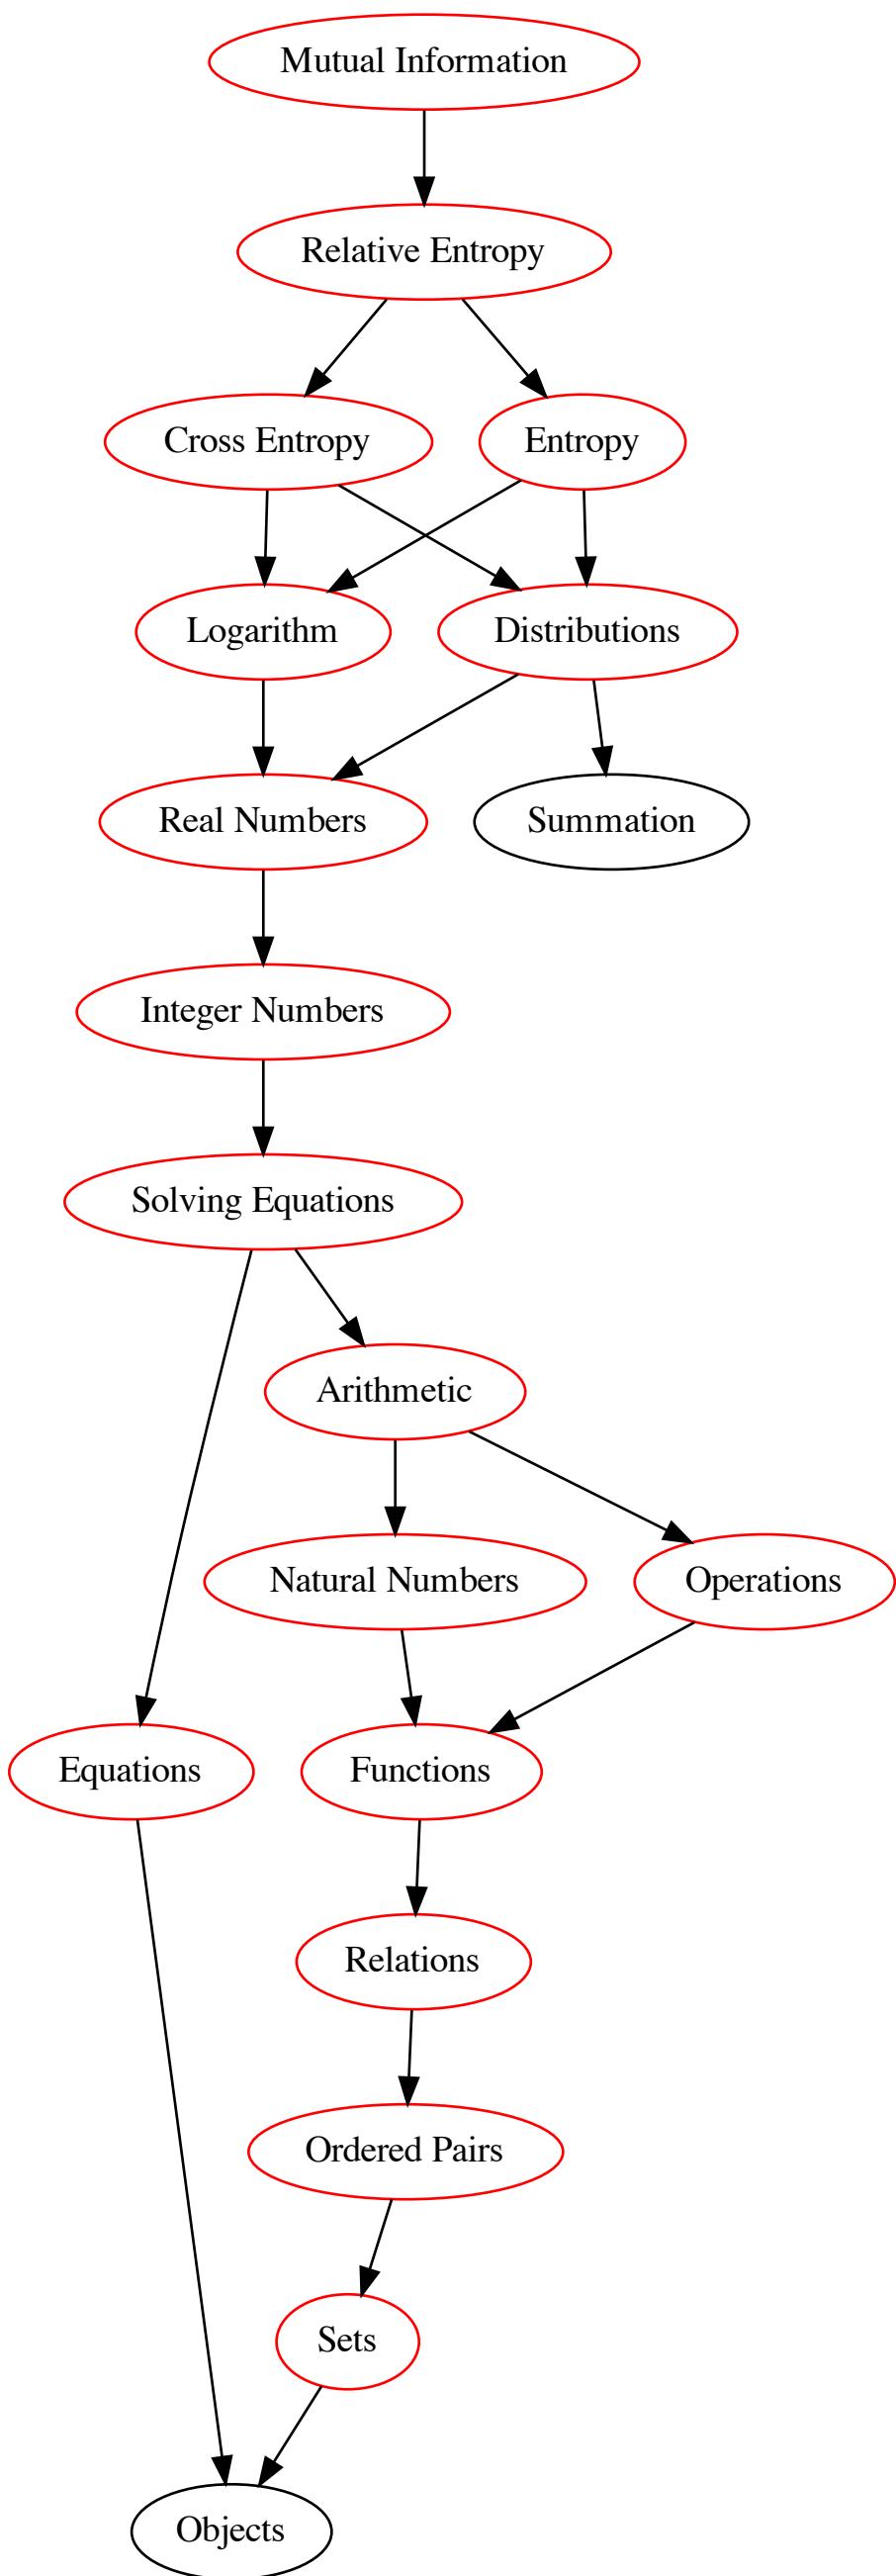 Mutual Information
Relative Entropy
Cross Entropy
Entropy
Logarithm
Distributions
Real Numbers
Summation
Integer Numbers
Solving Equations
Arithmetic
Natural Numbers
Operations
Equations
Functions
Relations
Ordered Pairs
Sets
Objects